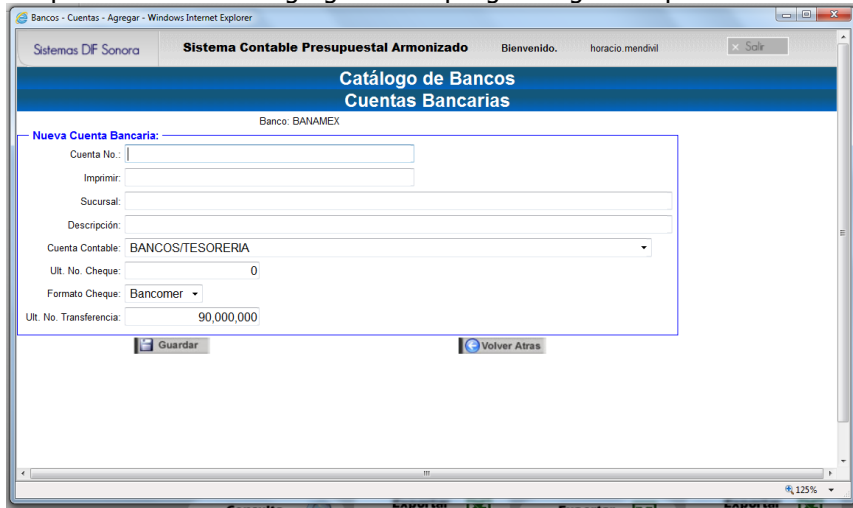 Bancos - Cuentas - Agregar - Windows Internet Explorer
Sistemas DIF Sonora Sistema Contable Presupuestal Armonizado Bienvenido. horacio.mendivil × Salir
Catálogo de Bancos
Cuentas Bancarias
Banco: BANAMEX
Nueva Cuenta Bancaria:
Cuenta No.:
Imprimir:
Sucursal:
Descripción:
Cuenta Contable: BANCOS/TESORERIA
Ult. No. Cheque: 0
Formato Cheque: Bancomer
Ult. No. Transferencia: 90,000,000
Guardar Volver Atras
125%